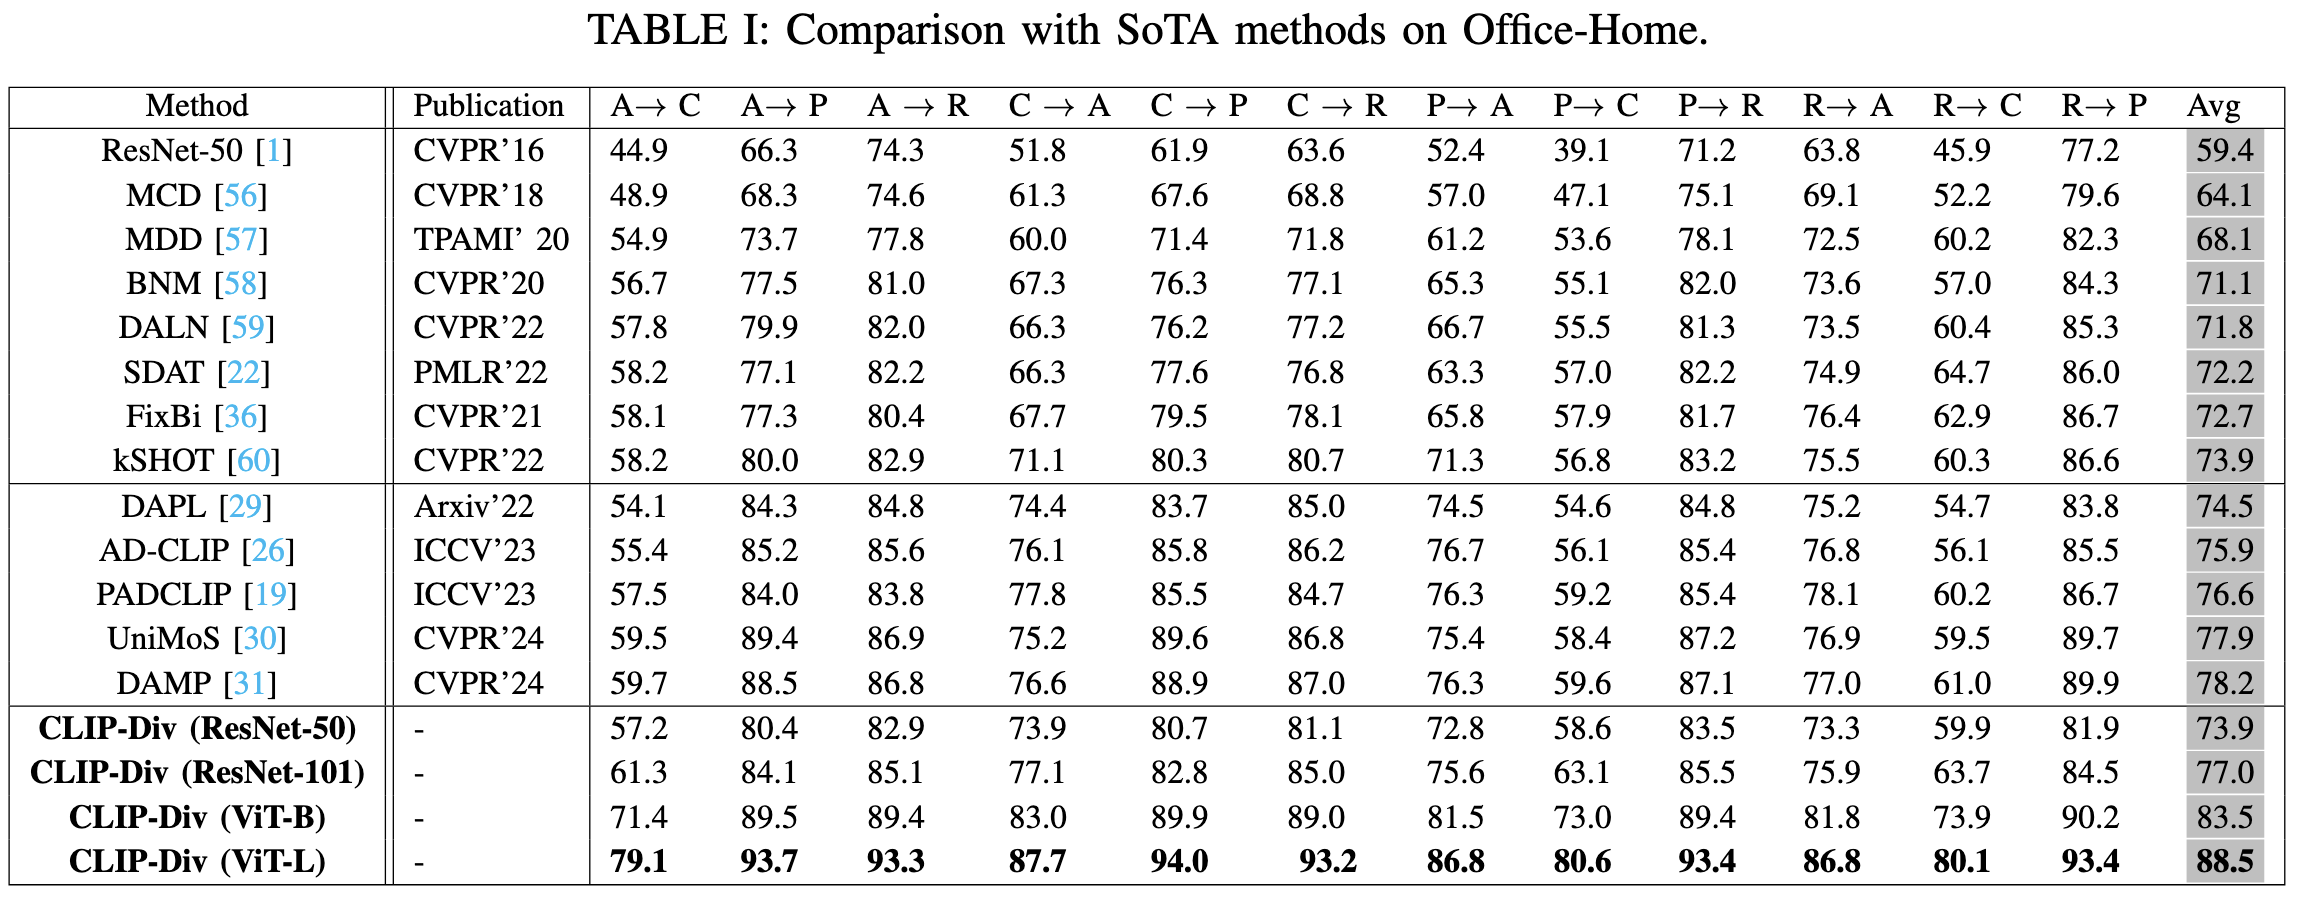 TABLE I: Comparison with SoTA methods on Office-Home.
Method Publication A→ C A→ P A → R C → A C → P C → R P→ A P→ C P→ R R→ A R→ C R→ P Avg
ResNet-50 [1] CVPR’16 44.9 66.3 74.3 51.8 61.9 63.6 52.4 39.1 71.2 63.8 45.9 77.2 59.4
MCD [56] CVPR’18 48.9 68.3 74.6 61.3 67.6 68.8 57.0 47.1 75.1 69.1 52.2 79.6 64.1
MDD [57] TPAMI’ 20 54.9 73.7 77.8 60.0 71.4 71.8 61.2 53.6 78.1 72.5 60.2 82.3 68.1
BNM [58] CVPR’20 56.7 77.5 81.0 67.3 76.3 77.1 65.3 55.1 82.0 73.6 57.0 84.3 71.1
DALN [59] CVPR’22 57.8 79.9 82.0 66.3 76.2 77.2 66.7 55.5 81.3 73.5 60.4 85.3 71.8
SDAT [22] PMLR’22 58.2 77.1 82.2 66.3 77.6 76.8 63.3 57.0 82.2 74.9 64.7 86.0 72.2
FixBi [36] CVPR’21 58.1 77.3 80.4 67.7 79.5 78.1 65.8 57.9 81.7 76.4 62.9 86.7 72.7
kSHOT [60] CVPR’22 58.2 80.0 82.9 71.1 80.3 80.7 71.3 56.8 83.2 75.5 60.3 86.6 73.9
DAPL [29] Arxiv’22 54.1 84.3 84.8 74.4 83.7 85.0 74.5 54.6 84.8 75.2 54.7 83.8 74.5
AD-CLIP [26] ICCV’23 55.4 85.2 85.6 76.1 85.8 86.2 76.7 56.1 85.4 76.8 56.1 85.5 75.9
PADCLIP [19] ICCV’23 57.5 84.0 83.8 77.8 85.5 84.7 76.3 59.2 85.4 78.1 60.2 86.7 76.6
UniMoS [30] CVPR’24 59.5 89.4 86.9 75.2 89.6 86.8 75.4 58.4 87.2 76.9 59.5 89.7 77.9
DAMP [31] CVPR’24 59.7 88.5 86.8 76.6 88.9 87.0 76.3 59.6 87.1 77.0 61.0 89.9 78.2
CLIP-Div (ResNet-50) - 57.2 80.4 82.9 73.9 80.7 81.1 72.8 58.6 83.5 73.3 59.9 81.9 73.9
CLIP-Div (ResNet-101) - 61.3 84.1 85.1 77.1 82.8 85.0 75.6 63.1 85.5 75.9 63.7 84.5 77.0
CLIP-Div (ViT-B) - 71.4 89.5 89.4 83.0 89.9 89.0 81.5 73.0 89.4 81.8 73.9 90.2 83.5
CLIP-Div (ViT-L) - 79.1 93.7 93.3 87.7 94.0 93.2 86.8 80.6 93.4 86.8 80.1 93.4 88.5